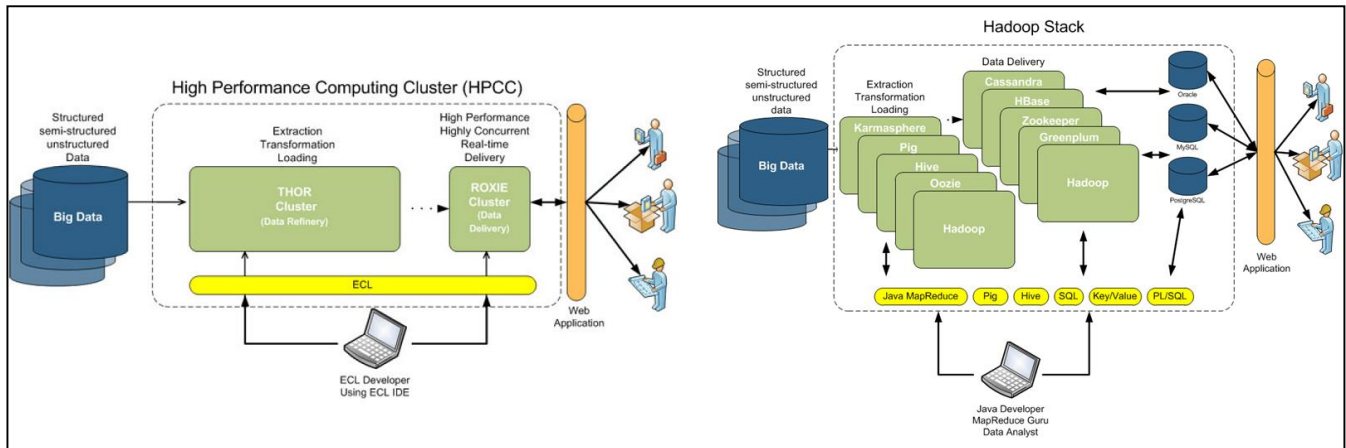 High Performance Computing Cluster (HPCC)
Structured
semi-structured
unstructured
Data
Big Data
Extraction
Transformation
Loading
THOR
Cluster
(Data Refinery)
High Performance
Highly Concurrent
Real-time
Delivery
ROXIE
Cluster
(Data
Delivery)
ECL
Web
Application
ECL Developer
Using ECL IDE
Hadoop Stack
Structured
semi-structured
unstructured
data
Big Data
Extraction
Transformation
Loading
Karmasphere
Pig
Hive
Oozie
Hadoop
Data Delivery
Cassandra
HBase
Zookeeper
Greenplum
Hadoop
Oracle
MySQL
PostgreSQL
Web
Application
Java MapReduce
Pig
Hive
SQL
Key/Value
PL/SQL
Java Developer
MapReduce Guru
Data Analyst